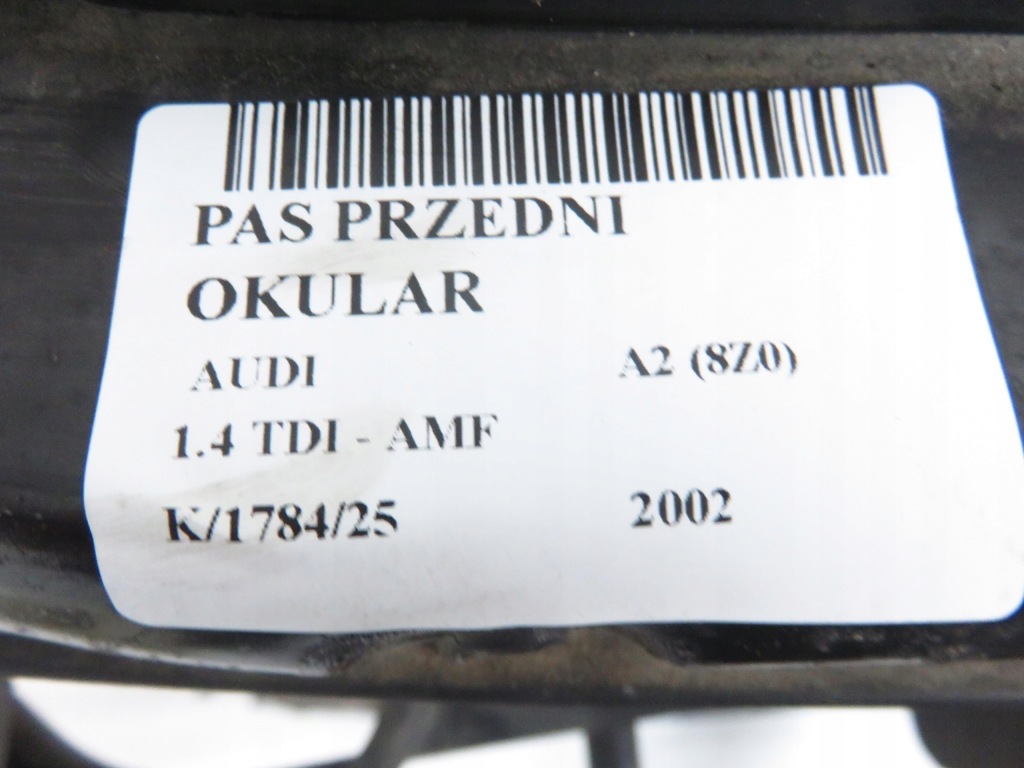 PAS PRZEDNI
OKULAR
AUDI A2 (8Z0)
1.4 TDI - AMF
K/1784/25 2002